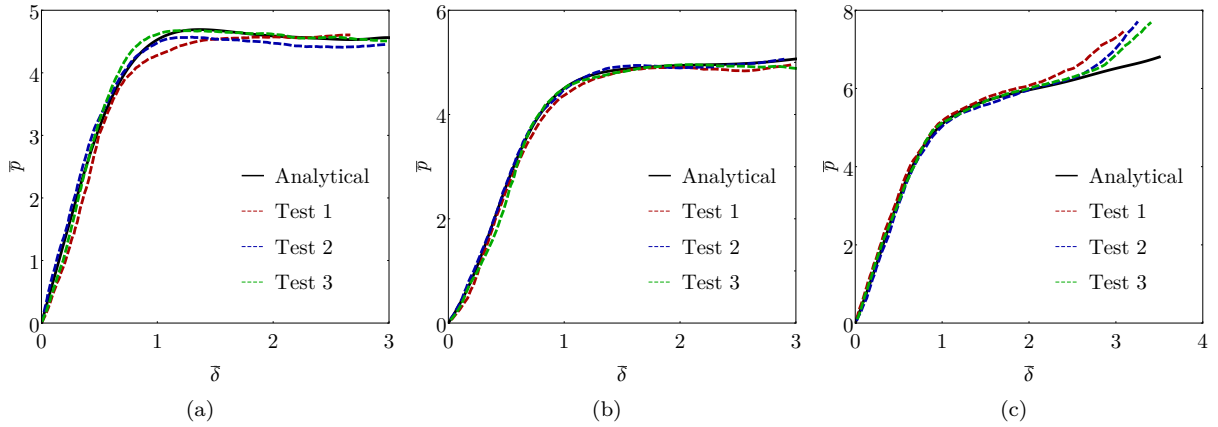 5
4
3
2
1
0
p̅
Analytical
Test 1
Test 2
Test 3
0 1 2 3
δ̅
(a)
6
4
2
0
p̅
Analytical
Test 1
Test 2
Test 3
0 1 2 3
δ̅
(b)
8
6
4
2
0
p̅
Analytical
Test 1
Test 2
Test 3
0 1 2 3 4
δ̅
(c)